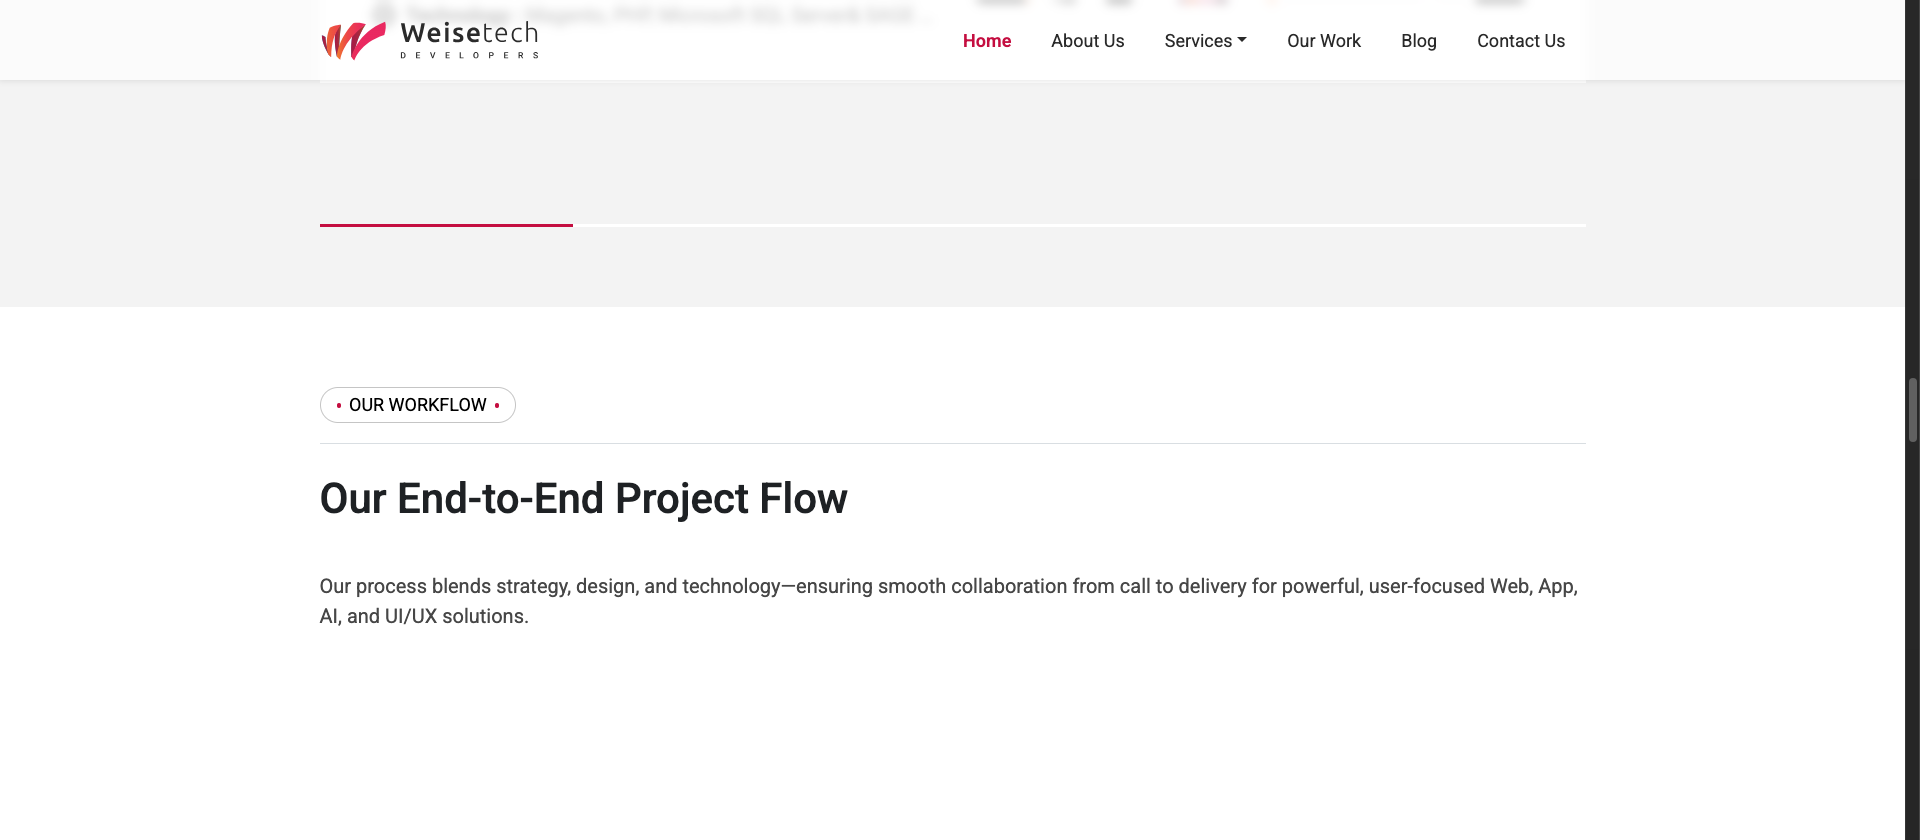 Weisetech
DEVELOPERS
Home
About Us
Services
Our Work
Blog
Contact Us
• OUR WORKFLOW •
Our End-to-End Project Flow
Our process blends strategy, design, and technology—ensuring smooth collaboration from call to delivery for powerful, user-focused Web, App,
AI, and UI/UX solutions.